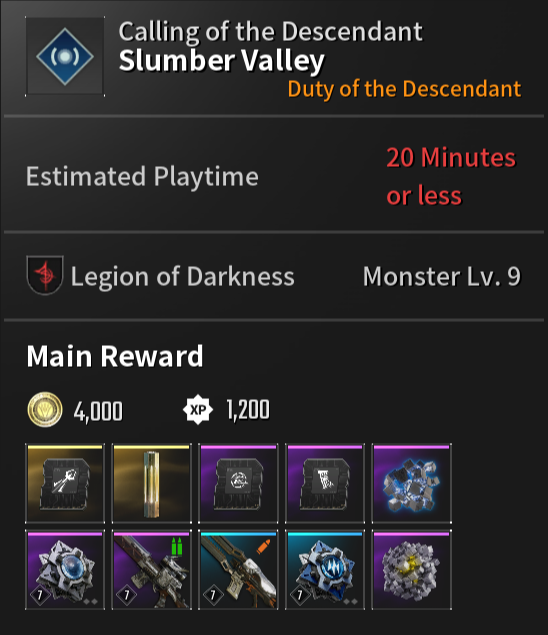 Calling of the Descendant
Slumber Valley
Duty of the Descendant
Estimated Playtime
20 Minutes
or less
Legion of Darkness
Monster Lv. 9
Main Reward
4,000
XP
1,200
7
7
7
7